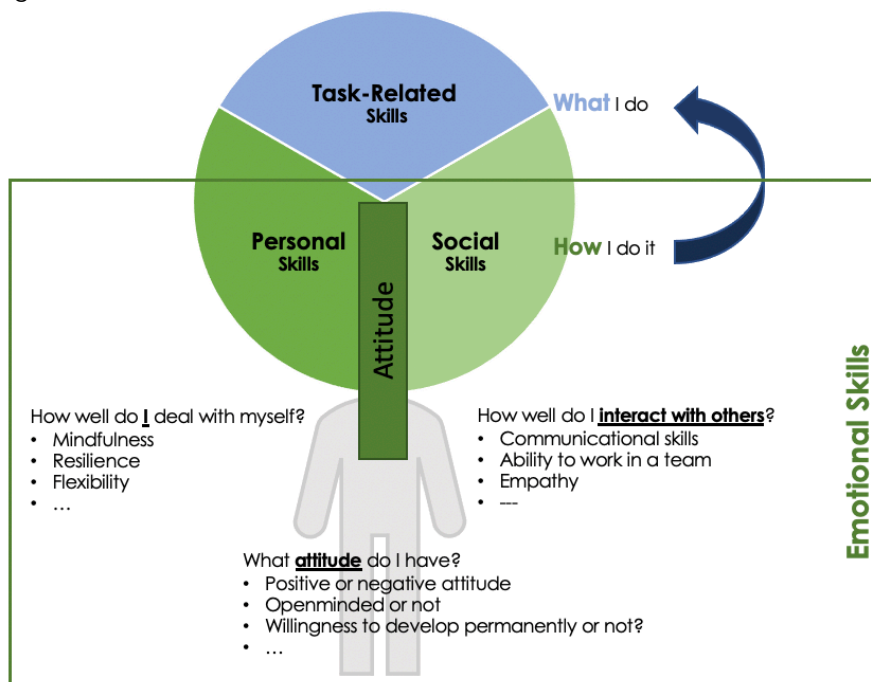 Task-Related
Skills
What I do
Personal
Skills
Social
Skills
How I do it
Attitude
Emotional Skills
How well do I deal with myself?
• Mindfulness
• Resilience
• Flexibility
• …
How well do I interact with others?
• Communicational skills
• Ability to work in a team
• Empathy
• ---
What attitude do I have?
• Positive or negative attitude
• Openminded or not
• Willingness to develop permanently or not?
• …